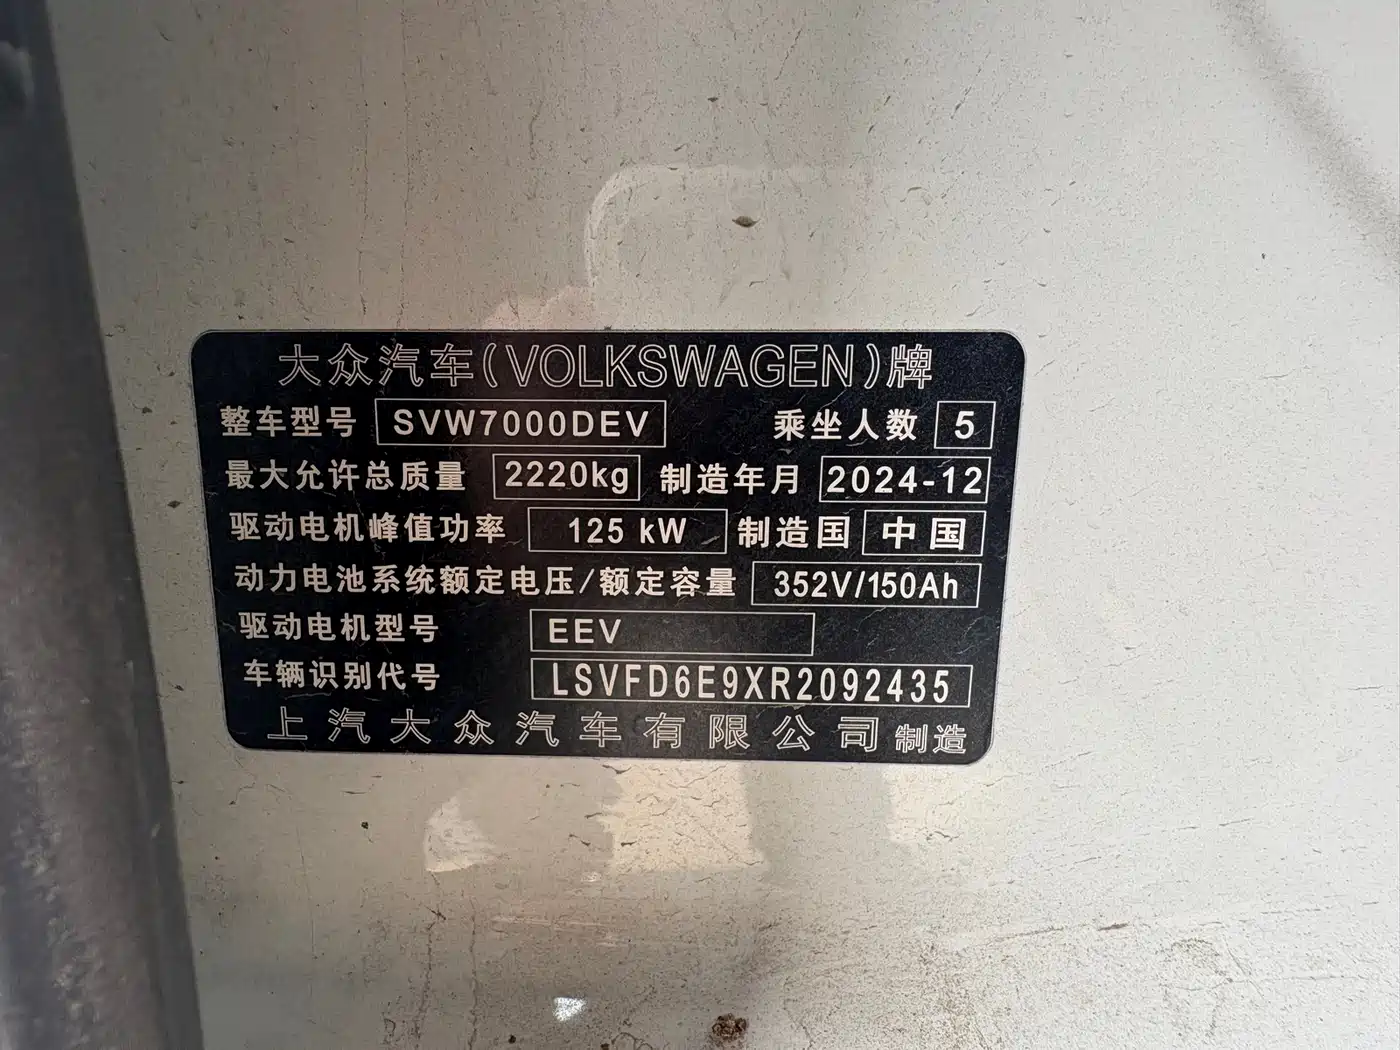 大众汽车(VOLKSWAGEN)牌
整车型号 SVW7000DEV 乘坐人数 5
最大允许总质量 2220kg 制造年月 2024-12
驱动电机峰值功率 125 kW 制造国 中国
动力电池系统额定电压/额定容量 352V/150Ah
驱动电机型号 EEV
车辆识别代号 LSVFD6E9XR2092435
上汽大众汽车有限公司制造